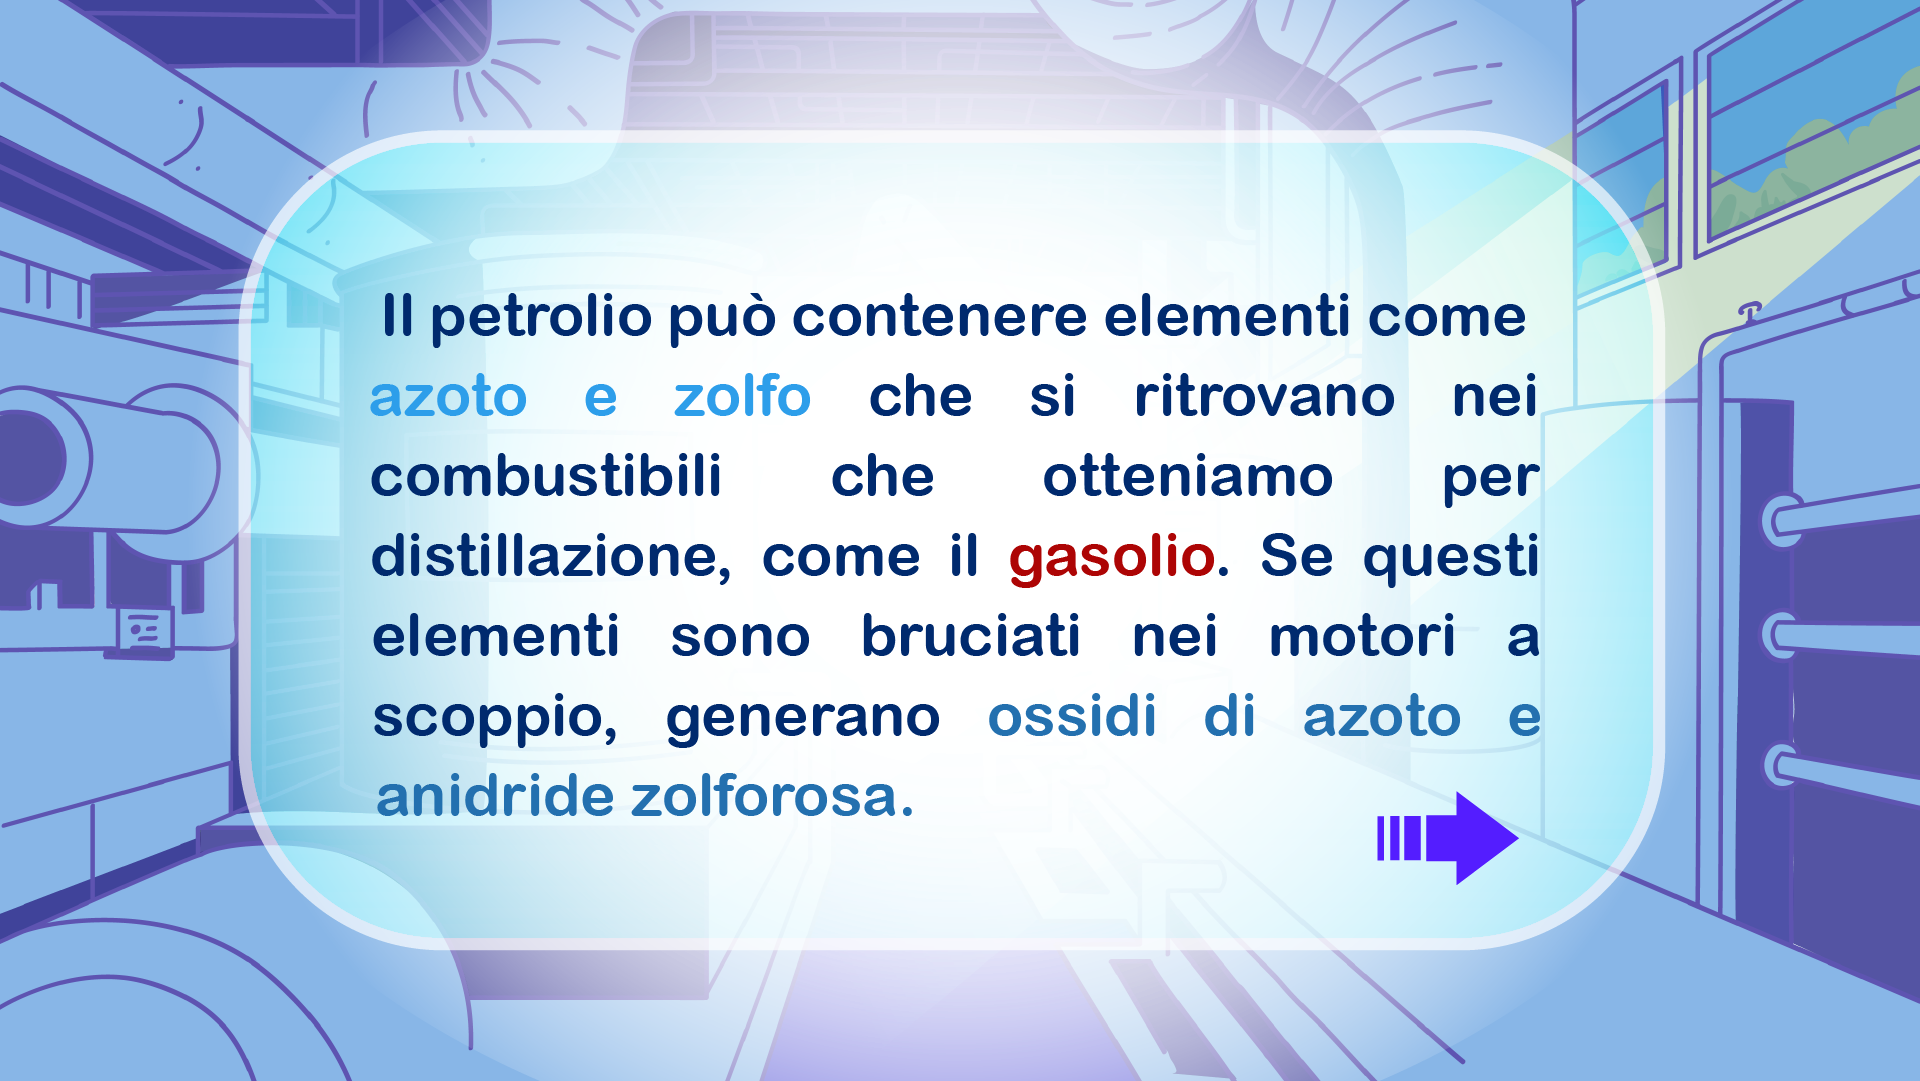 Il petrolio può contenere elementi come
azoto e zolfo che si ritrovano nei
combustibili che otteniamo per
distillazione, come il gasolio. Se questi
elementi sono bruciati nei motori a
scoppio, generano ossidi di azoto e
anidride zolforosa.